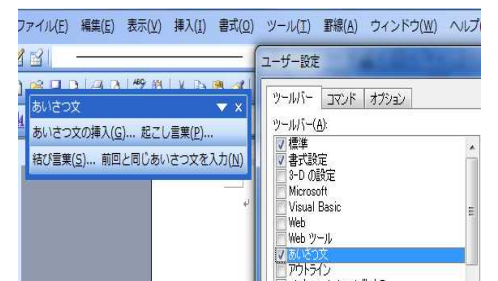 ファイル(F) 編集(E) 表示(V) 挿入(I) 書式(O) ツール(T) 罫線(A) ウィンドウ(W) ヘルプ
ユーザー設定
ツールバー コマンド オプション
ツールバー(A):
標準
書式設定
3-D の設定
Microsoft
Visual Basic
Web
Web ツール
あいさつ文
アウトライン
あいさつ文
あいさつ文の挿入(G)... 起こし言葉(P)...
結び言葉(S)... 前回と同じあいさつ文を入力(N)